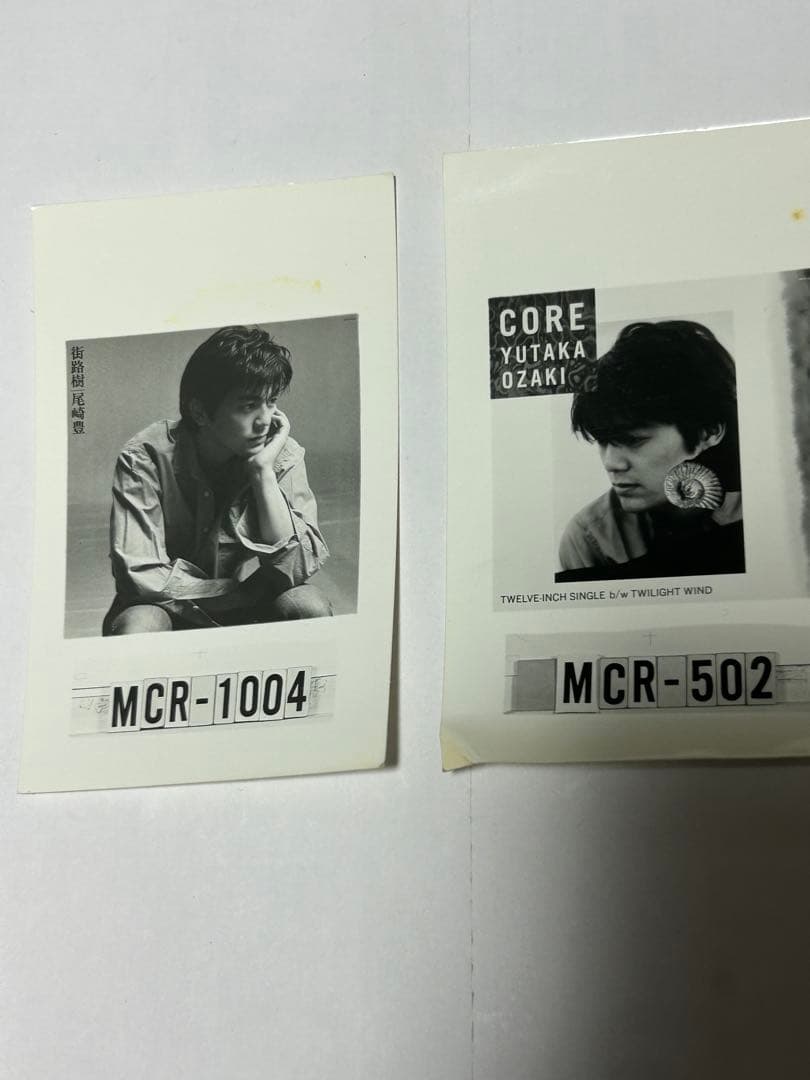 街路樹 尾崎豊
MCR-1004
CORE
YUTAKA
OZAKI
TWELVE-INCH SINGLE b/w TWILIGHT WIND
MCR-502